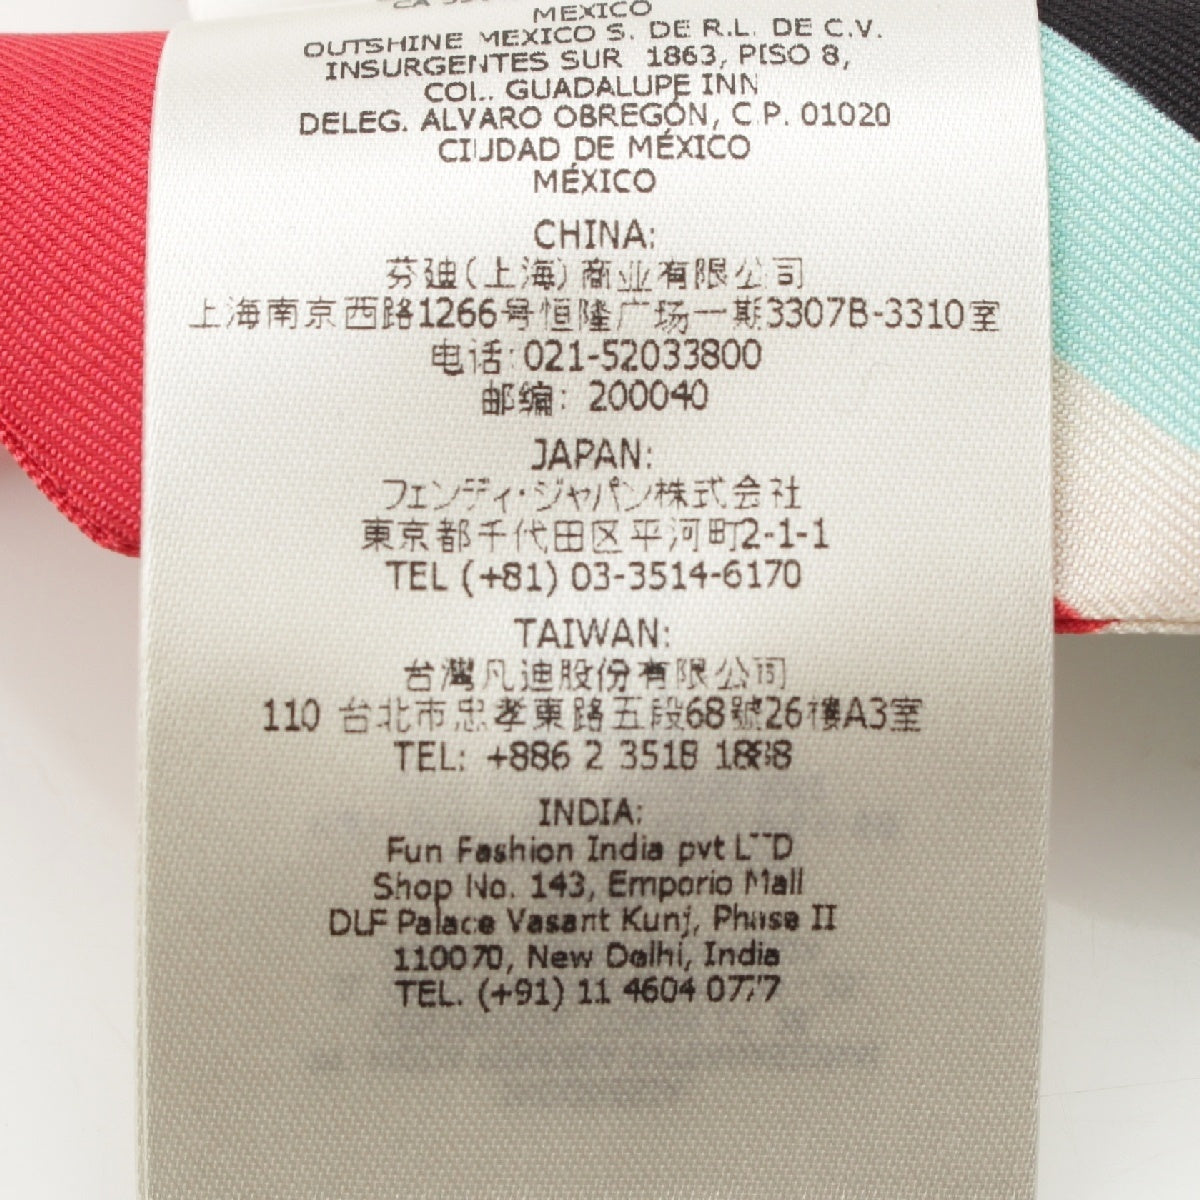 MEXICO
OUTSHINE MEXICO S. DE R.L. DE C.V.
INSURGENTES SUR 1863, PISO 8,
COL. GUADALUPE INN
DELEG. ALVARO OBREGÓN, C.P. 01020
CIUDAD DE MÉXICO
MÉXICO
CHINA:
芬迪(上海)商业有限公司
上海南京西路1266号恒隆广场一期3307B-3310室
电话: 021-52033800
邮编: 200040
JAPAN:
フェンディ・ジャパン株式会社
東京都千代田区平河町2-1-1
TEL (+81) 03-3514-6170
TAIWAN:
台灣凡迪股份有限公司
110 台北市忠孝東路五段68號26樓A3室
TEL: +886 2 3518 1888
INDIA:
Fun Fashion India pvt LTD
Shop No. 143, Emporio Mall
DLF Palace Vasant Kunj, Phase II
110070, New Delhi, India
TEL. (+91) 11 4604 0777